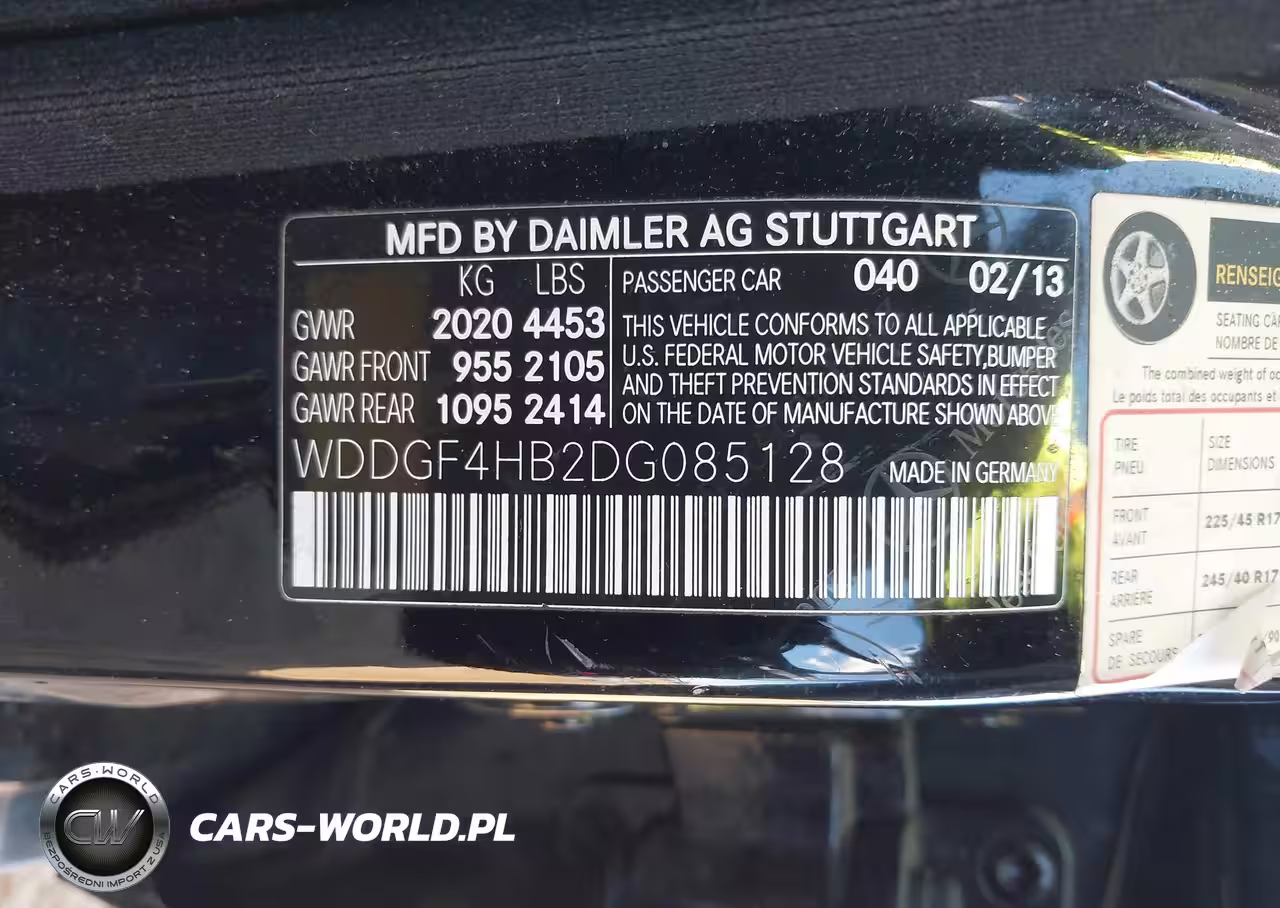 MFD BY DAIMLER AG STUTTGART
KG LBS
GVWR 2020 4453
GAWR FRONT 955 2105
GAWR REAR 1095 2414
PASSENGER CAR 040 02/13
THIS VEHICLE CONFORMS TO ALL APPLICABLE
U.S. FEDERAL MOTOR VEHICLE SAFETY,BUMPER
AND THEFT PREVENTION STANDARDS IN EFFECT
ON THE DATE OF MANUFACTURE SHOWN ABOVE
WDDGF4HB2DG085128 MADE IN GERMANY
SEATING
NOMBRE DE
The combined weight of
Le poids total des occupants et
TIRE SIZE
PNEU DIMENSIONS
FRONT 225/45 R17
AVANT
REAR 245/40 R17
ARRIERE
SPARE
DE SECOURS
CARS-WORLD
CW
BEZPOŚREDNI IMPORT Z USA
CARS-WORLD.PL